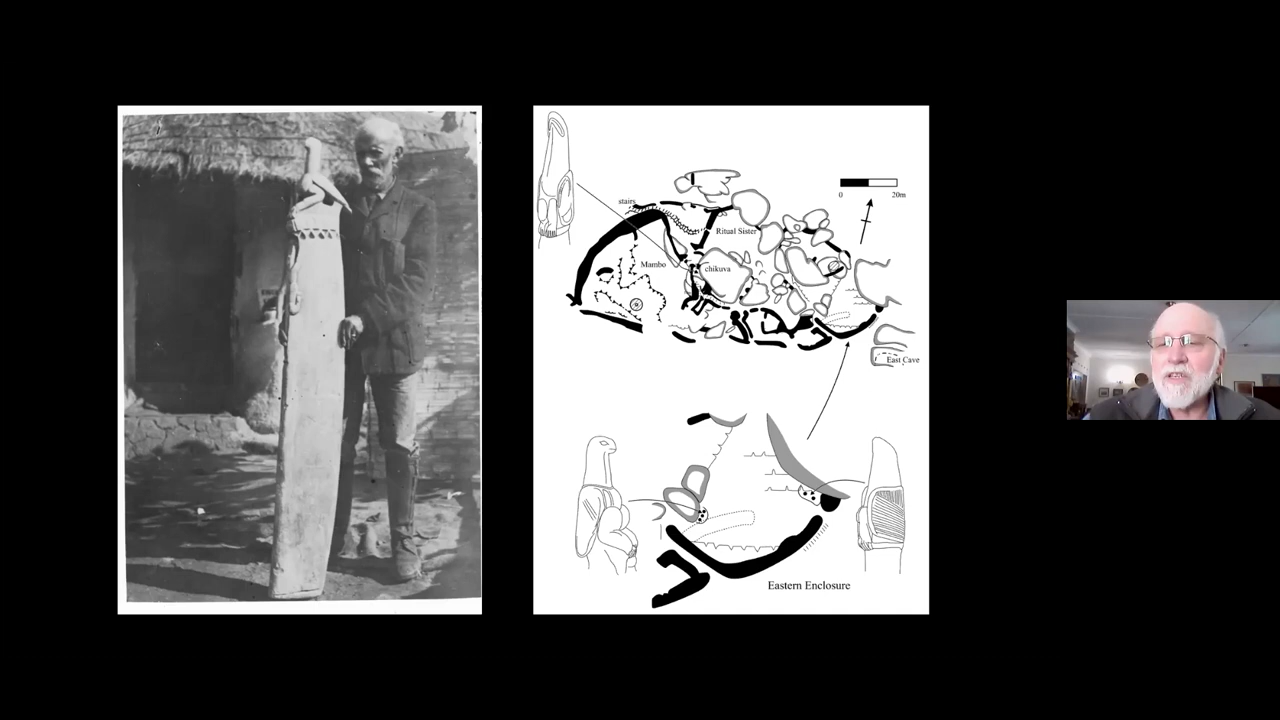 0 20m
stairs
Ritual Sister
Mambo
chikuva
East Cave
Eastern Enclosure